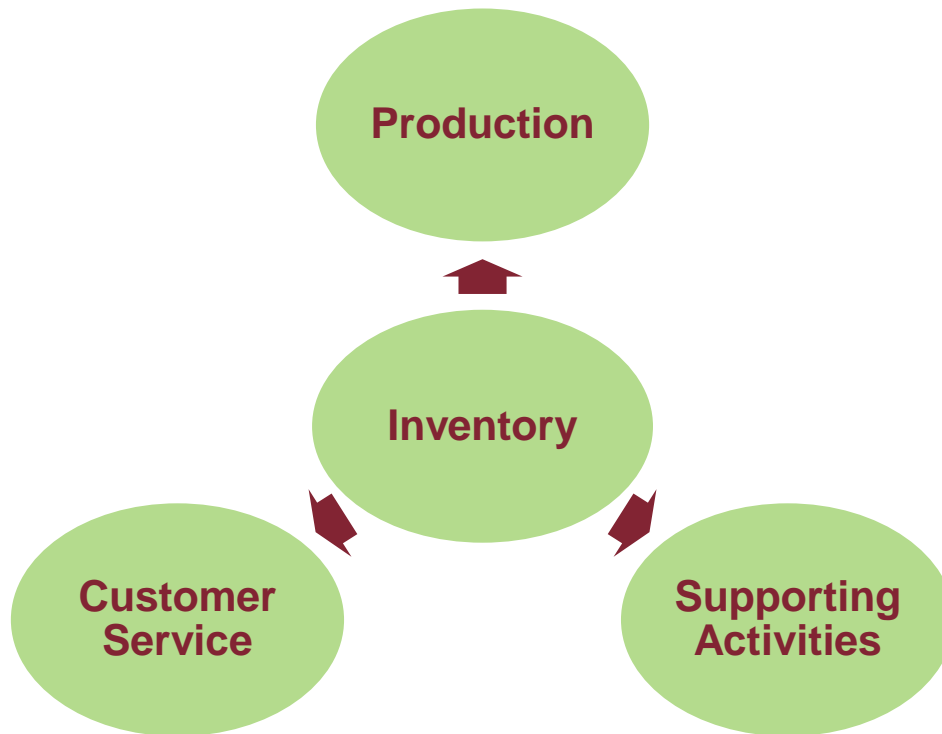 Production
Inventory
Customer
Service
Supporting
Activities